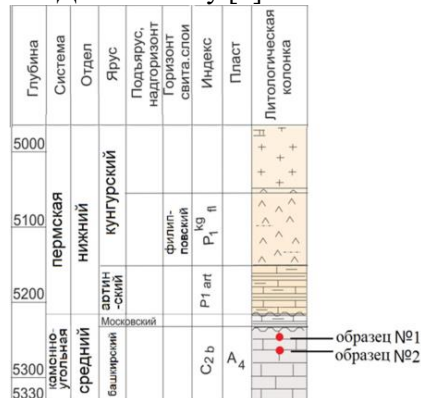 Глубина
Система
Отдел
Ярус
Подъярус, надгоризонт
Горизонт свита.слои
Индекс
Пласт
Литологическая колонка
5000
5100
5200
5300
5330
пермская
каменно-
угольная
нижний
средний
кунгурский
артин
-ский
Московский
башкирский
филип-
повский
P1 kg fl
P1 art
C2 b
A4
образец №1
образец №2